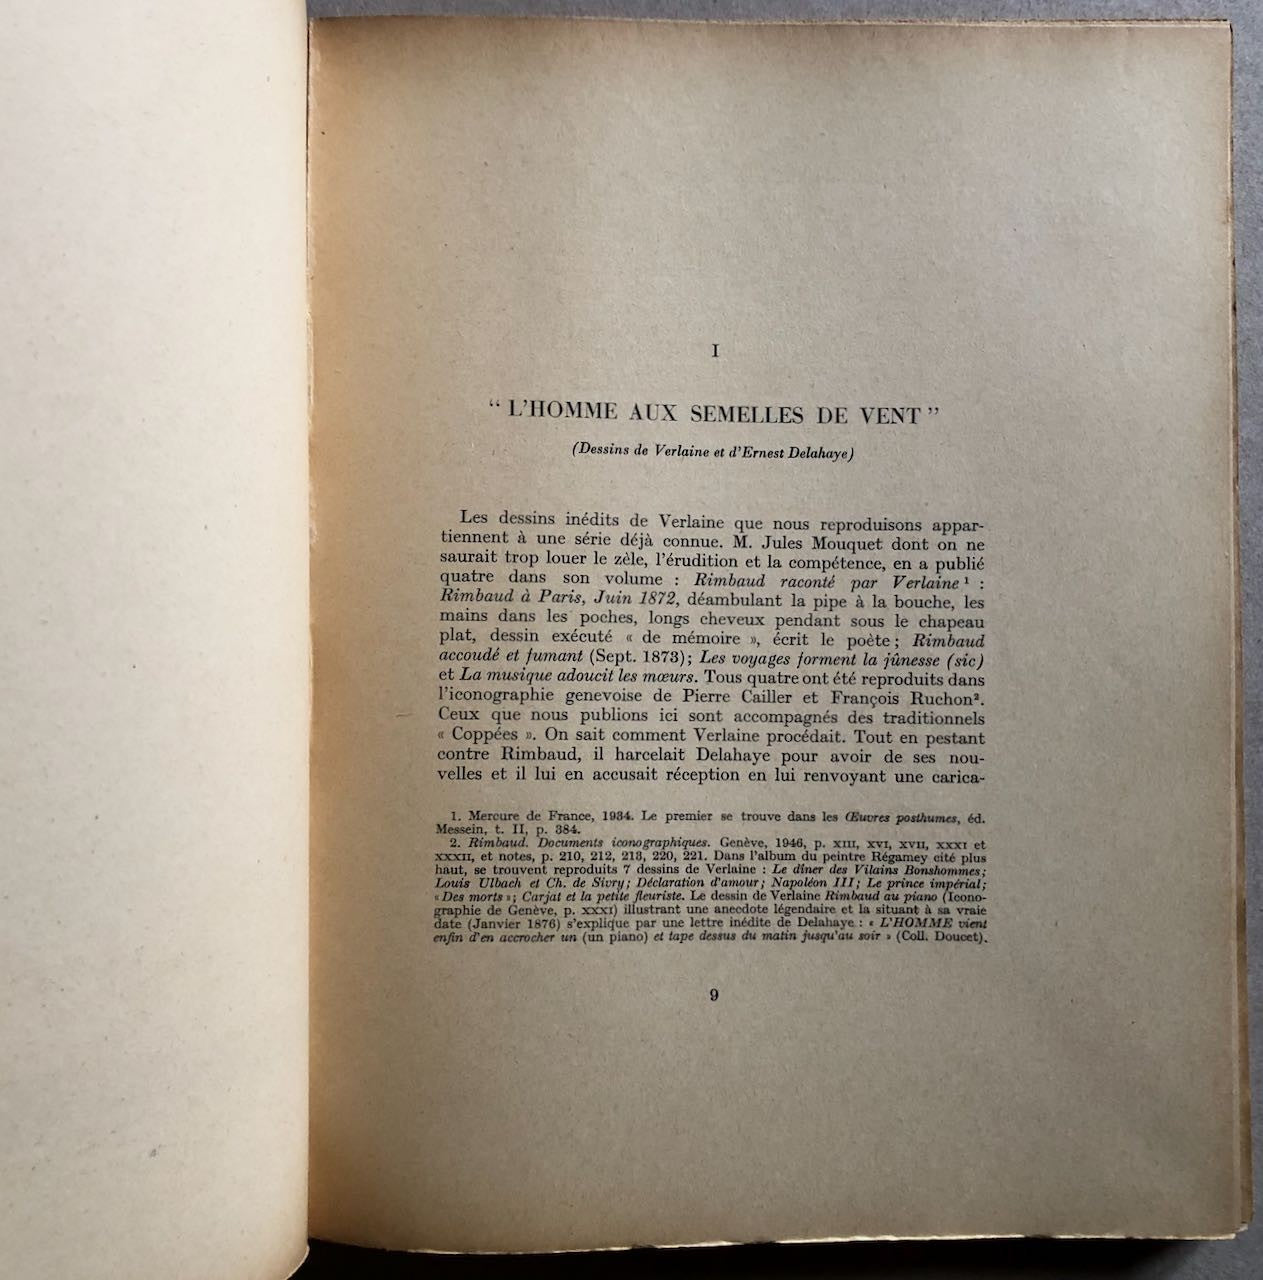 I
“ L’HOMME AUX SEMELLES DE VENT ”
(Dessins de Verlaine et d’Ernest Delahaye)
Les dessins inédits de Verlaine que nous reproduisons appar-
tiennent à une série déjà connue. M. Jules Mouquet dont on ne
saurait trop louer le zèle, l’érudition et la compétence, en a publié
quatre dans son volume : Rimbaud raconté par Verlaine ¹ :
Rimbaud à Paris, Juin 1872, déambulant la pipe à la bouche, les
mains dans les poches, longs cheveux pendant sous le chapeau
plat, dessin exécuté « de mémoire », écrit le poète ; Rimbaud
accoudé et fumant (Sept. 1873) ; Les voyages forment la jûnesse (sic)
et La musique adoucit les mœurs. Tous quatre ont été reproduits dans
l’iconographie genevoise de Pierre Cailler et François Ruchon².
Ceux que nous publions ici sont accompagnés des traditionnels
« Coppées ». On sait comment Verlaine procédait. Tout en pestant
contre Rimbaud, il harcelait Delahaye pour avoir de ses nou-
velles et il lui en accusait réception en lui renvoyant une carica-
1. Mercure de France, 1934. Le premier se trouve dans les Œuvres posthumes, éd.
Messein, t. II, p. 384.
2. Rimbaud. Documents iconographiques. Genève, 1946, p. XIII, XVI, XVII, XXXI et
XXXII, et notes, p. 210, 212, 213, 220, 221. Dans l’album du peintre Régamey cité plus
haut, se trouvent reproduits 7 dessins de Verlaine : Le dîner des Vilains Bonshommes ;
Louis Ulbach et Ch. de Sivry ; Déclaration d’amour ; Napoléon III ; Le prince impérial ;
« Des morts » ; Carjat et la petite fleuriste. Le dessin de Verlaine Rimbaud au piano (Icono-
graphie de Genève, p. XXXI) illustrant une anecdote légendaire et la situant à sa vraie
date (Janvier 1876) s’explique par une lettre inédite de Delahaye : « L’HOMME vient
enfin d’en accrocher un (un piano) et tape dessus du matin jusqu’au soir » (Coll. Doucet).
9